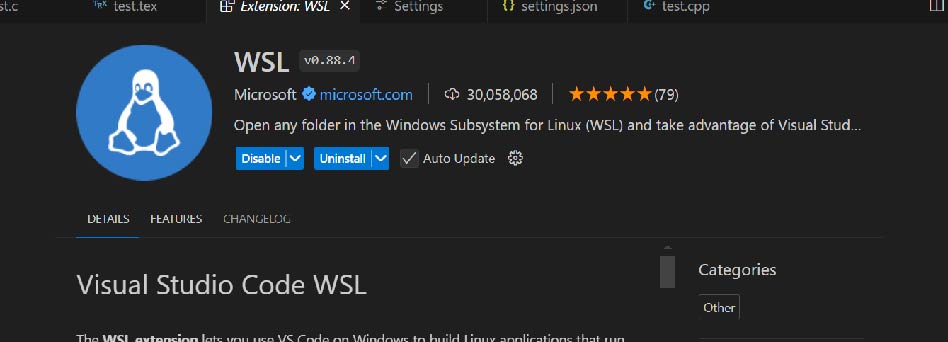 st.c test.tex Extension: WSL Settings settings.json test.cpp
WSL v0.88.4
Microsoft microsoft.com 30,058,068 (79)
Open any folder in the Windows Subsystem for Linux (WSL) and take advantage of Visual Stud...
Disable Uninstall Auto Update
DETAILS FEATURES CHANGELOG
Visual Studio Code WSL
Categories
Other
The WSL extension lets you use VS Code on Windows to build Linux applications that run